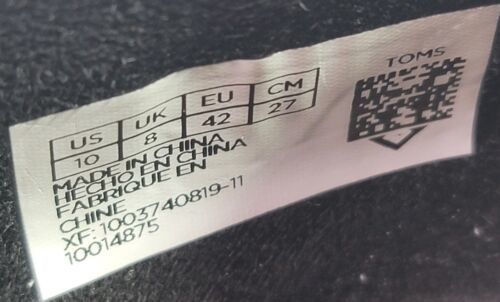 TOMS
US UK EU CM
10 8 42 27
MADE IN CHINA
HECHO EN CHINA
FABRIQUE EN
CHINE
XF: 1003740819-11
10014875